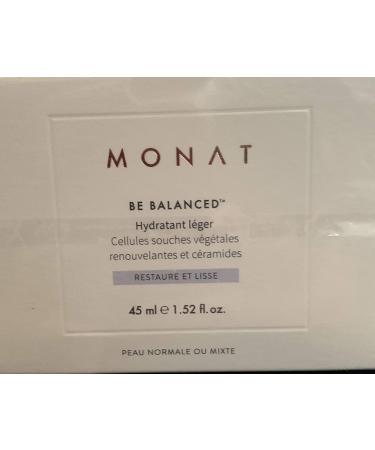 MONAT
BE BALANCED™
Hydratant léger
Cellules souches végétales
renouvelantes et céramides
RESTAURE ET LISSE
45 ml e 1.52 fl.oz.
PEAU NORMALE OU MIXTE